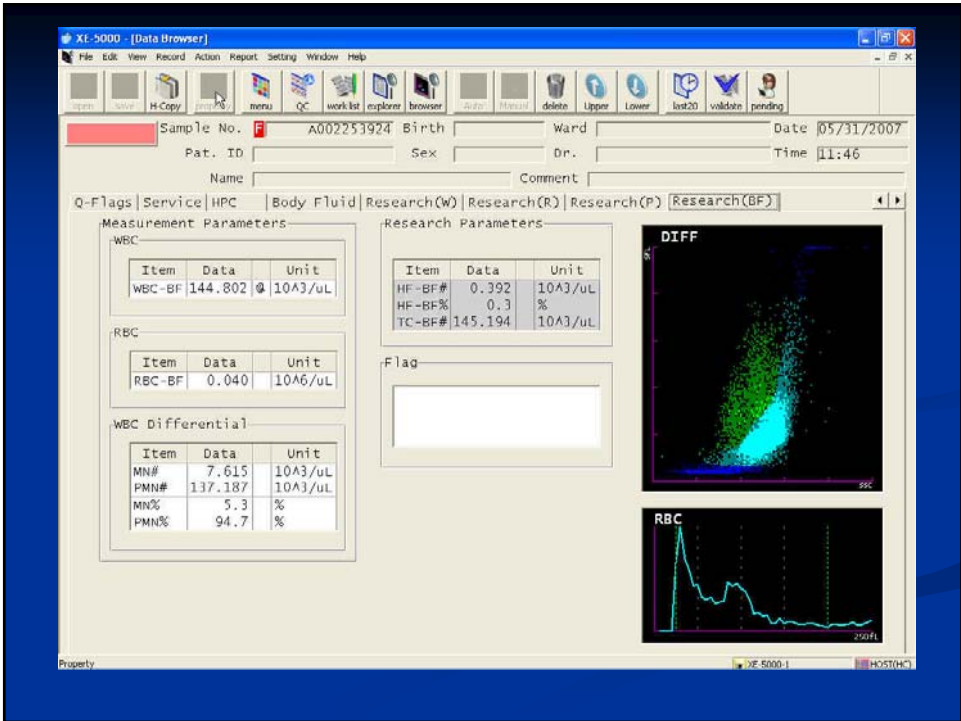 XE-5000 - [Data Browser]
File Edit View Record Action Report Setting Window Help
open save H-Copy property menu QC work list explorer browser Auto Manual delete Upper Lower last20 validate pending
Sample No. F A002253924 Birth Ward Date 05/31/2007
Pat. ID Sex Dr. Time 11:46
Name Comment
Q-Flags Service HPC Body Fluid Research(W) Research(R) Research(P) Research(BF)
Measurement Parameters
WBC
Item Data Unit
WBC-BF 144.802 @ 10^3/uL
RBC
Item Data Unit
RBC-BF 0.040 10^6/uL
WBC Differential
Item Data Unit
MN# 7.615 10^3/uL
PMN# 137.187 10^3/uL
MN% 5.3 %
PMN% 94.7 %
Research Parameters
Item Data Unit
HF-BF# 0.392 10^3/uL
HF-BF% 0.3 %
TC-BF# 145.194 10^3/uL
Flag
DIFF
SSC
RBC
250fL
Property XE-5000-1 HOST(HC)